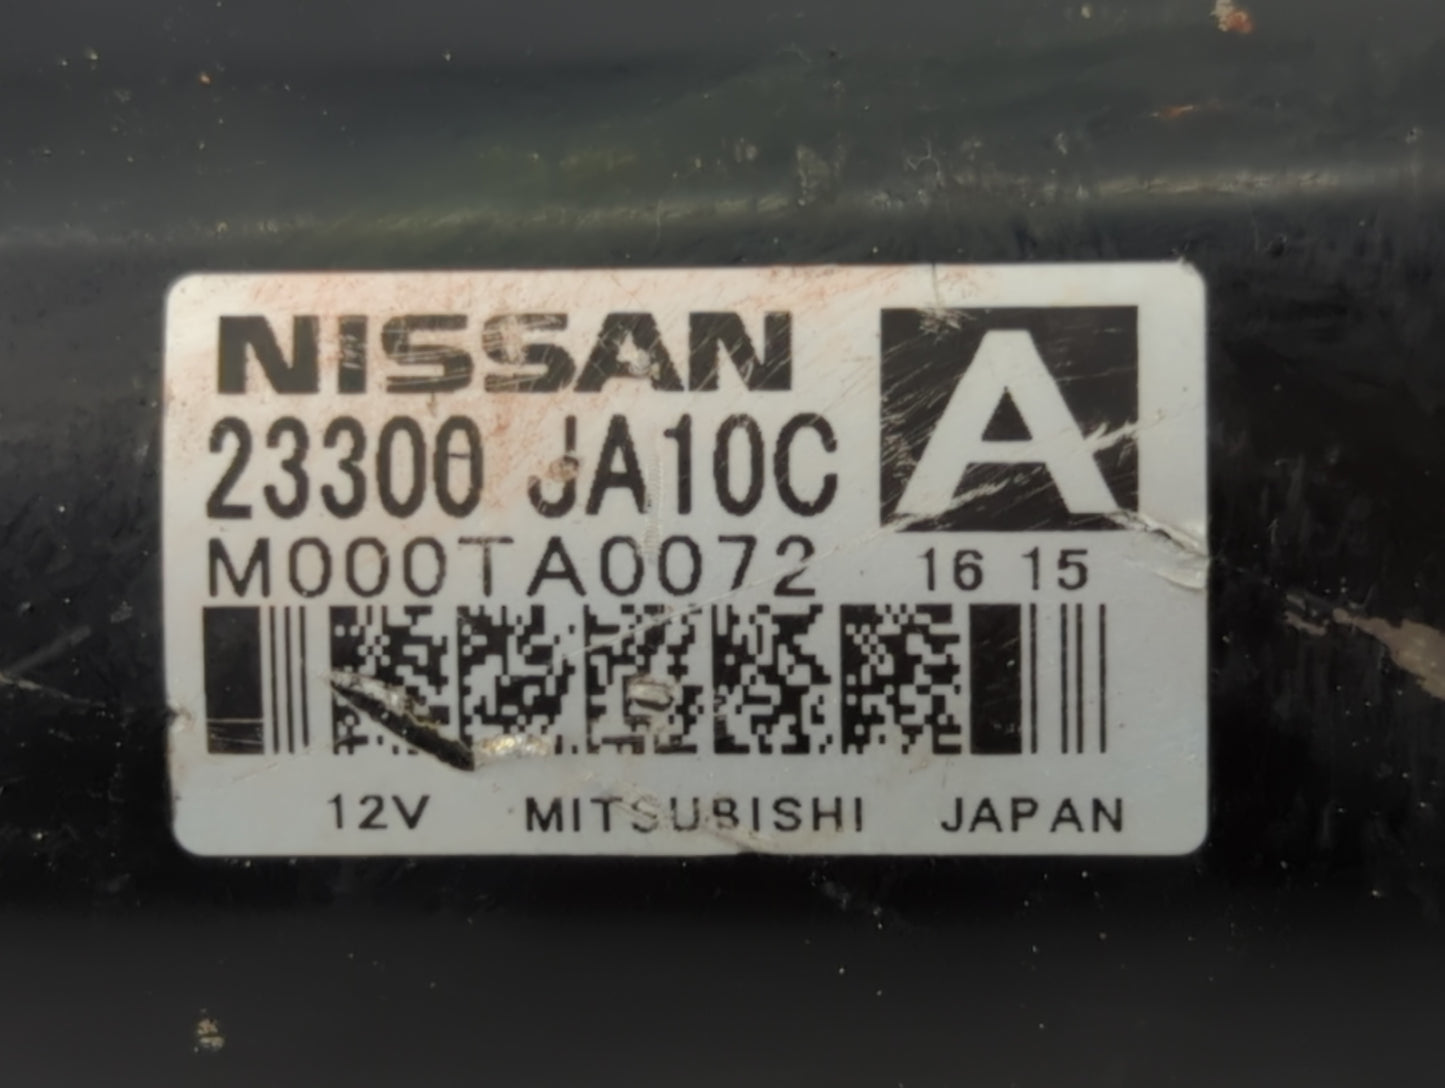 NISSAN
A
23300 JA10C
M000TA0072 16 15
12V MITSUBISHI JAPAN